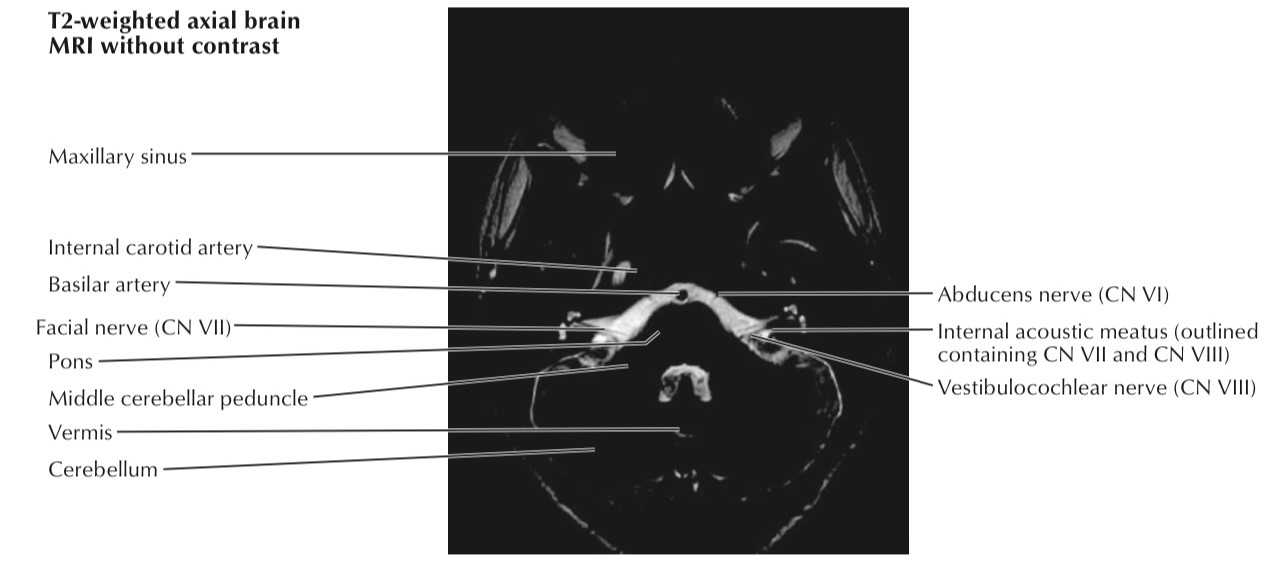 T2-weighted axial brain
MRI without contrast
Maxillary sinus
Internal carotid artery
Basilar artery
Facial nerve (CN VII)
Pons
Middle cerebellar peduncle
Vermis
Cerebellum
Abducens nerve (CN VI)
Internal acoustic meatus (outlined
containing CN VII and CN VIII)
Vestibulocochlear nerve (CN VIII)